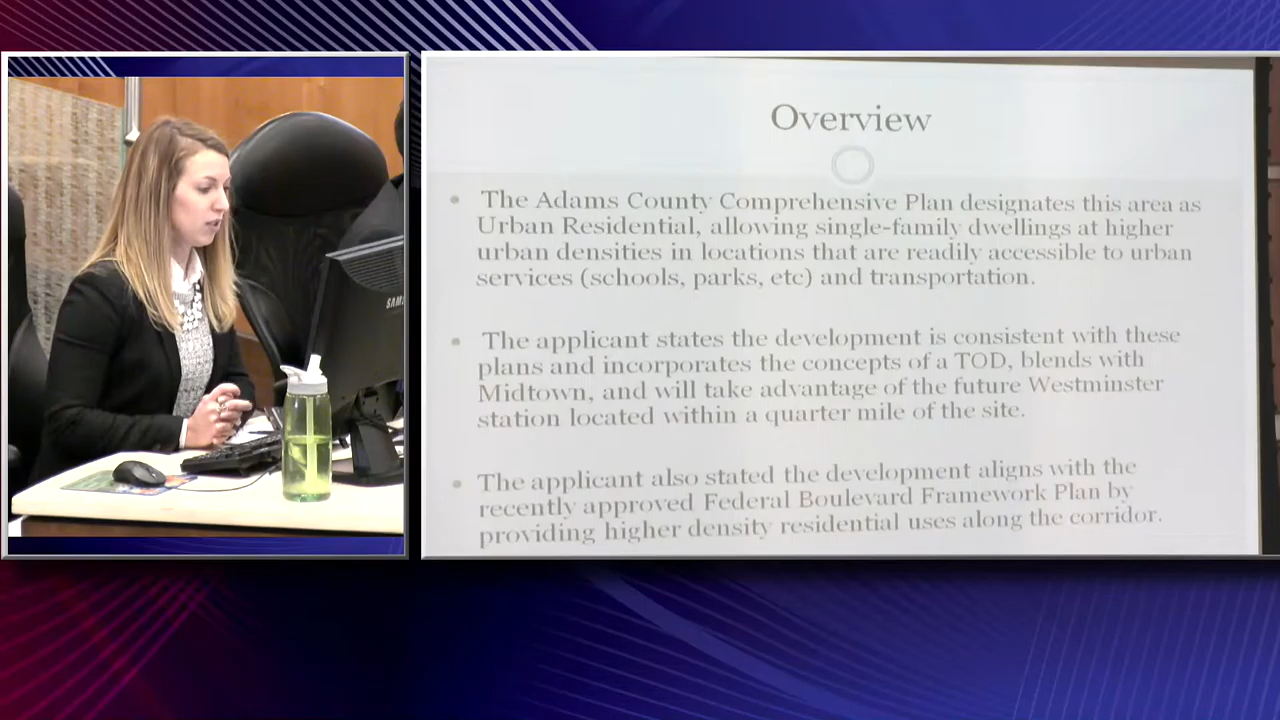 Overview
• The Adams County Comprehensive Plan designates this area as
Urban Residential, allowing single-family dwellings at higher
urban densities in locations that are readily accessible to urban
services (schools, parks, etc) and transportation.
• The applicant states the development is consistent with these
plans and incorporates the concepts of a TOD, blends with
Midtown, and will take advantage of the future Westminster
station located within a quarter mile of the site.
• The applicant also stated the development aligns with the
recently approved Federal Boulevard Framework Plan by
providing higher density residential uses along the corridor.